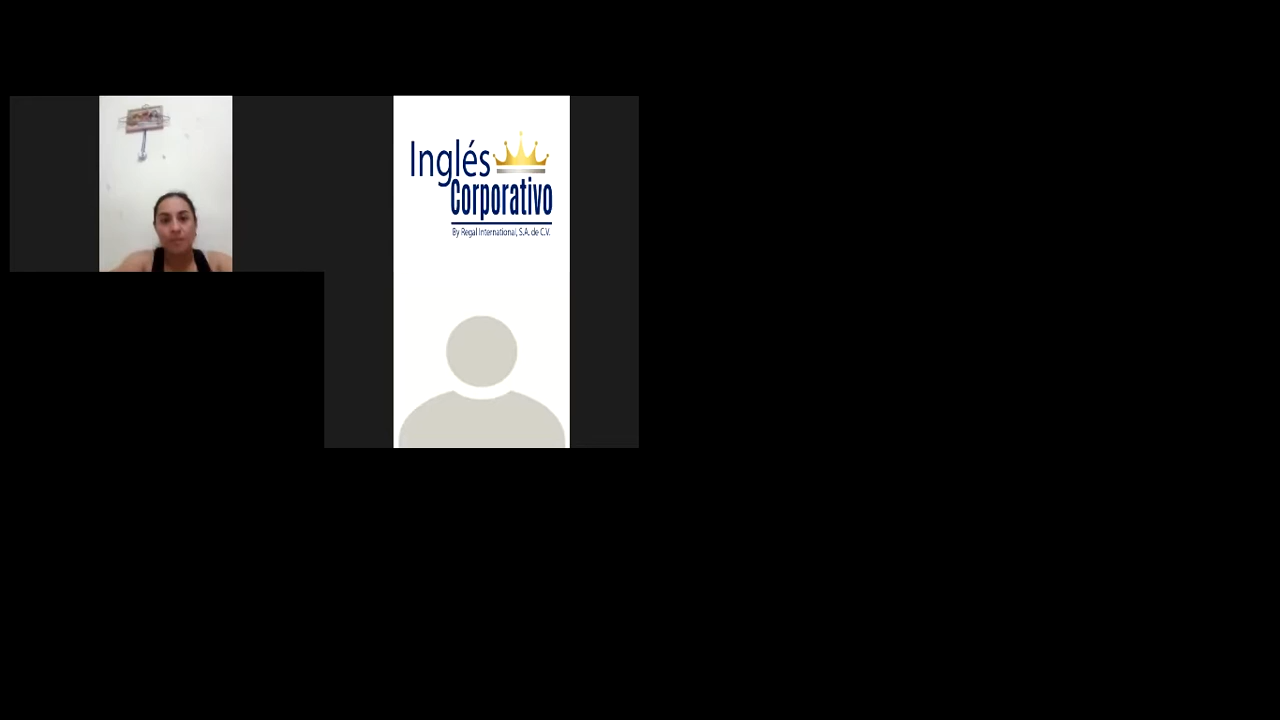 Inglés
Corporativo
By Regal International, S.A. de C.V.